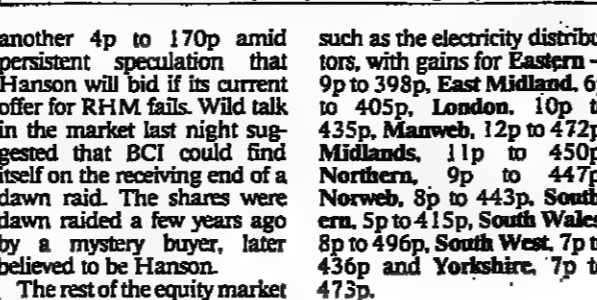 another 4p to 170p amid
persistent speculation that
Hanson will bid if its current
offer for RHM fails. Wild talk
in the market last night sug-
gested that BCI could find
itself on the receiving end of a
dawn raid. The shares were
dawn raided a few years ago
by a mystery buyer, later
believed to be Hanson.
The rest of the equity market
such as the electricity distribu
tors, with gains for Eastern -
9p to 398p, East Midland, 6p
to 405p, London, 10p t
435p, Manweb, 12p to 472p
Midlands, 11p to 450p
Northern, 9p to 447p
Norweb, 8p to 443p, South
ern, 5p to 415p, South Wales
8p to 496p, South West, 7p t
436p and Yorkshire, 7p t
473p.